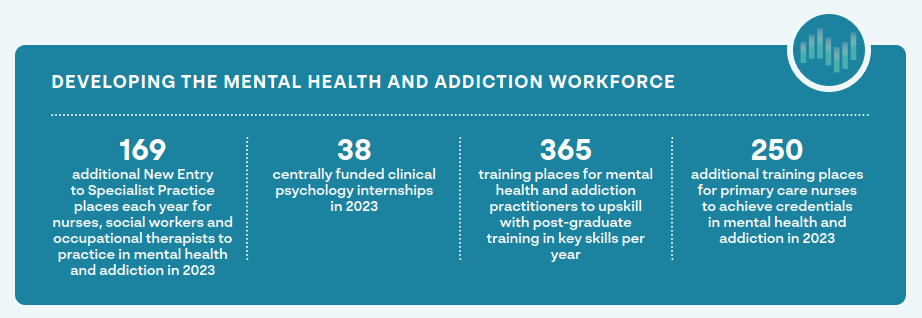 DEVELOPING THE MENTAL HEALTH AND ADDICTION WORKFORCE
169
additional New Entry
to Specialist Practice
places each year for
nurses, social workers and
occupational therapists to
practice in mental health
and addiction in 2023
38
centrally funded clinical
psychology internships
in 2023
365
training places for mental
health and addiction
practitioners to upskill
with post-graduate
training in key skills per
year
250
additional training places
for primary care nurses
to achieve credentials
in mental health and
addiction in 2023